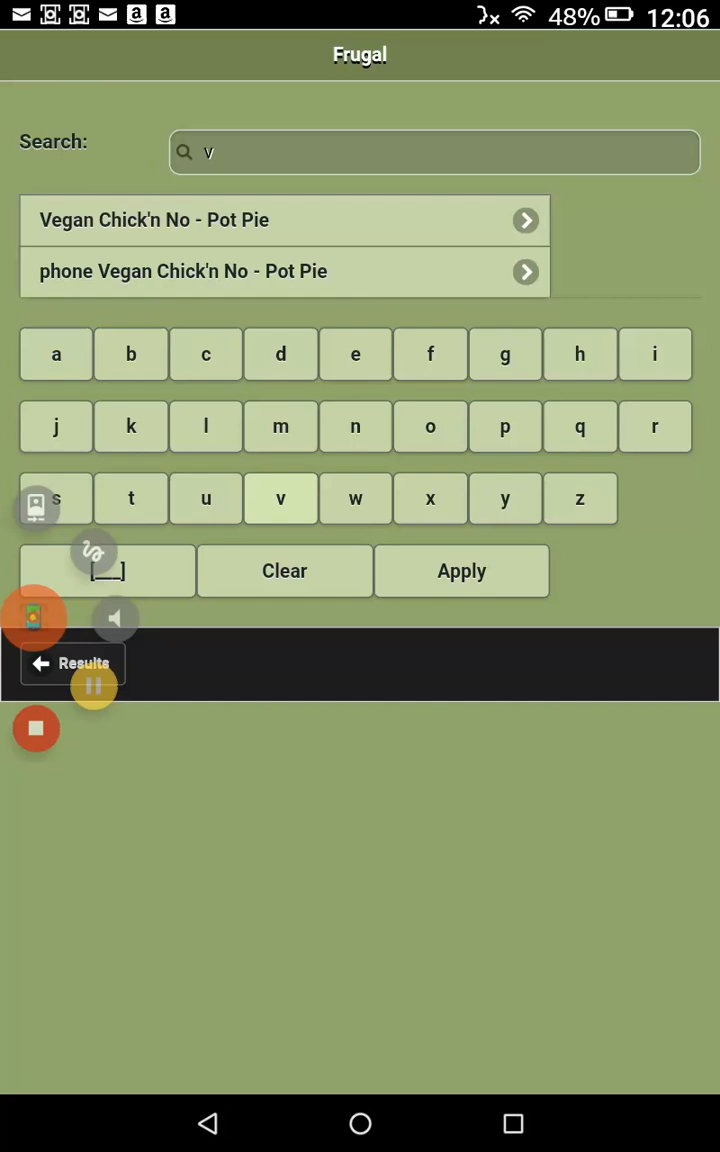 48% 12:06
Frugal
Search: v
Vegan Chick'n No - Pot Pie
phone Vegan Chick'n No - Pot Pie
a b c d e f g h i
j k l m n o p q r
s t u v w x y z
[__] Clear Apply
Results